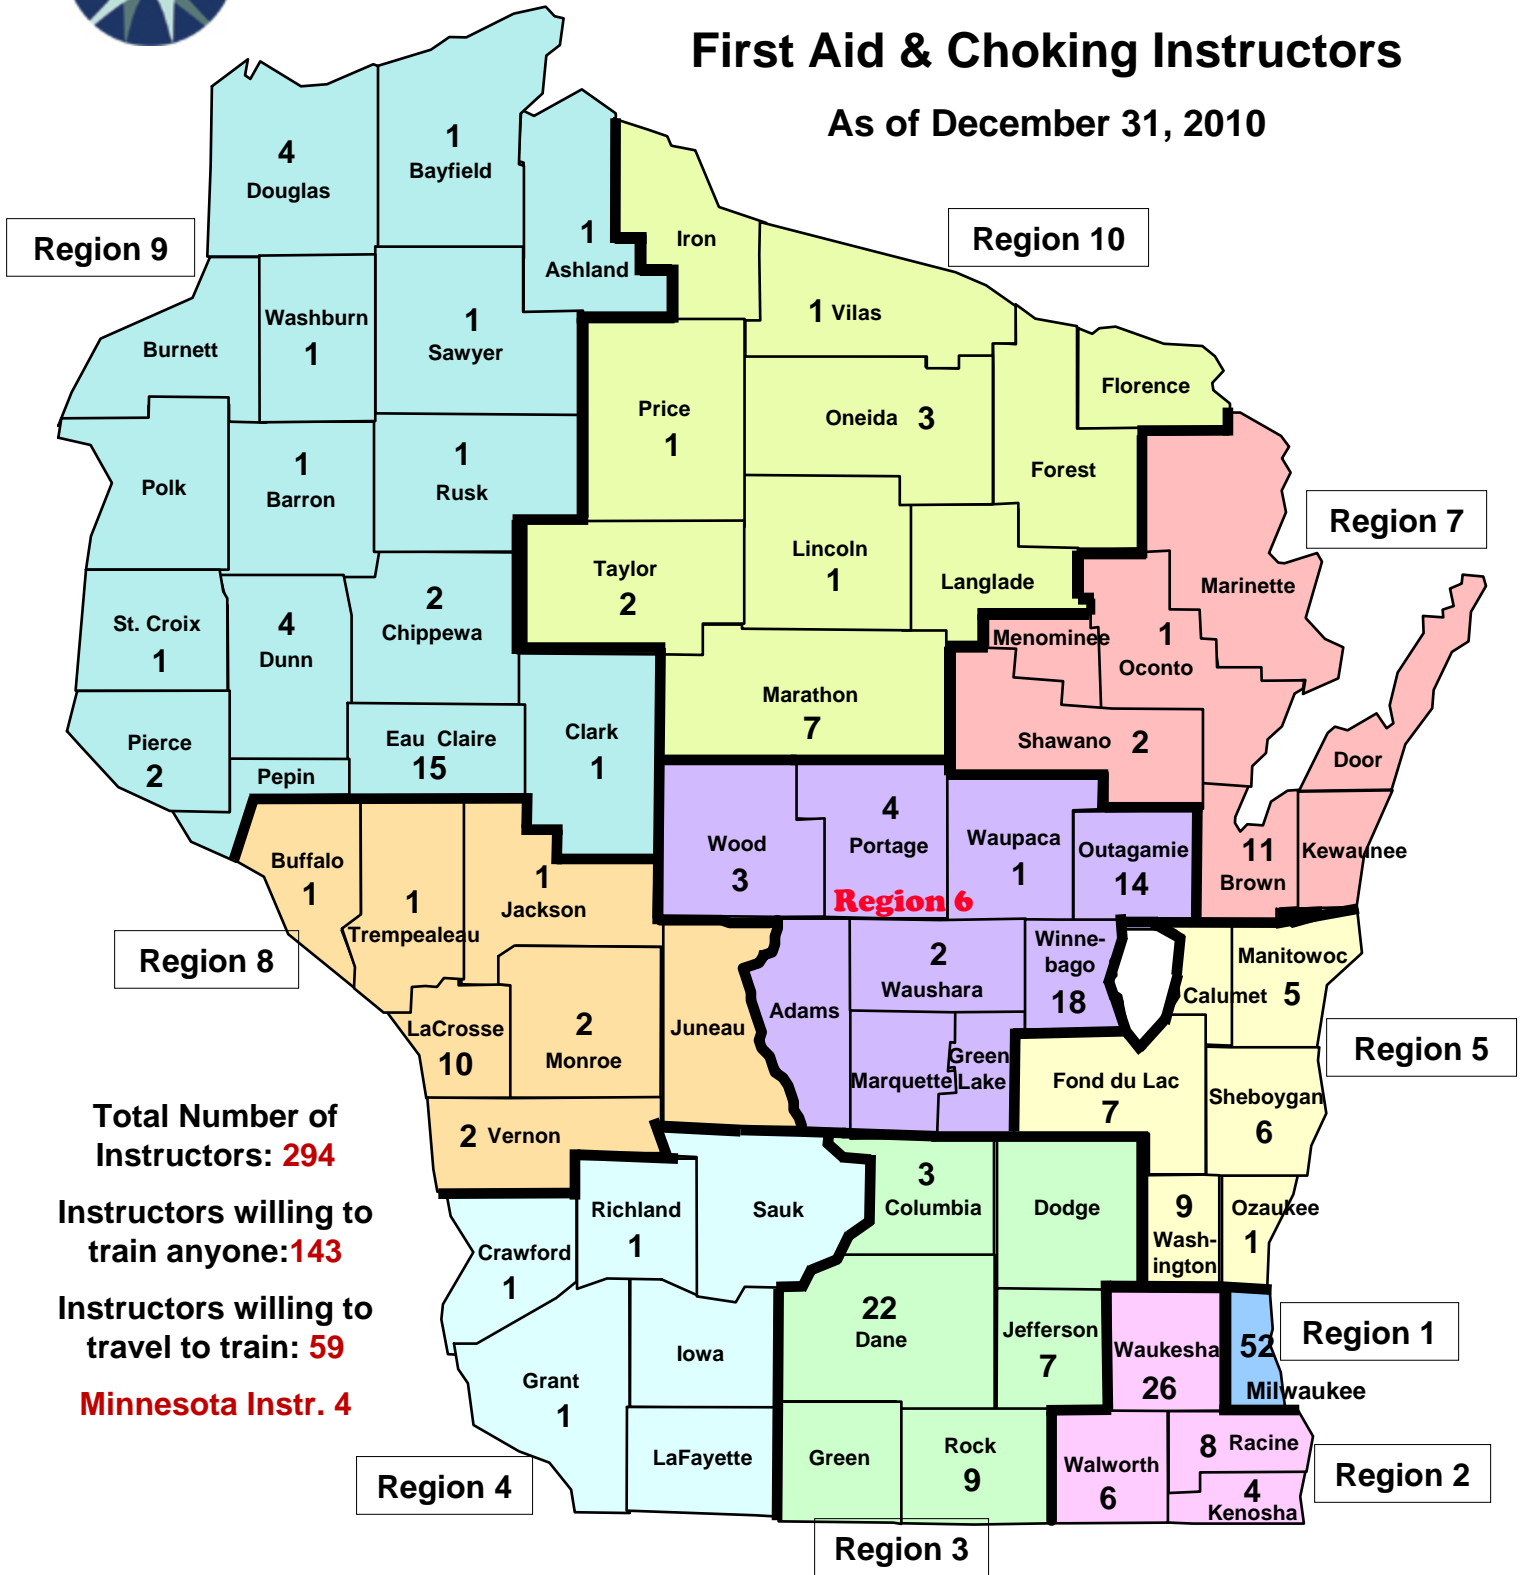 First Aid & Choking Instructors
As of December 31, 2010
Region 9
4
Douglas
1
Bayfield
1
Ashland
Burnett
Washburn
1
1
Sawyer
Polk
1
Barron
1
Rusk
St. Croix
1
4
Dunn
2
Chippewa
Pierce
2
Pepin
Eau Claire
15
Clark
1
Region 10
Iron
1 Vilas
Price
1
Oneida 3
Florence
Forest
Taylor
2
Lincoln
1
Langlade
Marathon
7
Region 7
Marinette
Menominee
1
Oconto
Shawano 2
Door
11
Brown
Kewaunee
Wood
3
4
Portage
Waupaca
1
Outagamie
14
Region 6
Adams
2
Waushara
Winne-
bago
18
Marquette
Green
Lake
Region 8
Buffalo
1
1
Trempealeau
1
Jackson
LaCrosse
10
2
Monroe
Juneau
2 Vernon
Region 5
Calumet
Manitowoc
5
Fond du Lac
7
Sheboygan
6
9
Wash-
ington
Ozaukee
1
Total Number of
Instructors: 294
Instructors willing to
train anyone:143
Instructors willing to
travel to train: 59
Minnesota Instr. 4
Region 4
Crawford
1
Richland
1
Sauk
Grant
1
Iowa
LaFayette
Region 3
3
Columbia
Dodge
22
Dane
Jefferson
7
Green
Rock
9
Region 1
52
Milwaukee
Region 2
Waukesha
26
Walworth
6
8 Racine
4
Kenosha